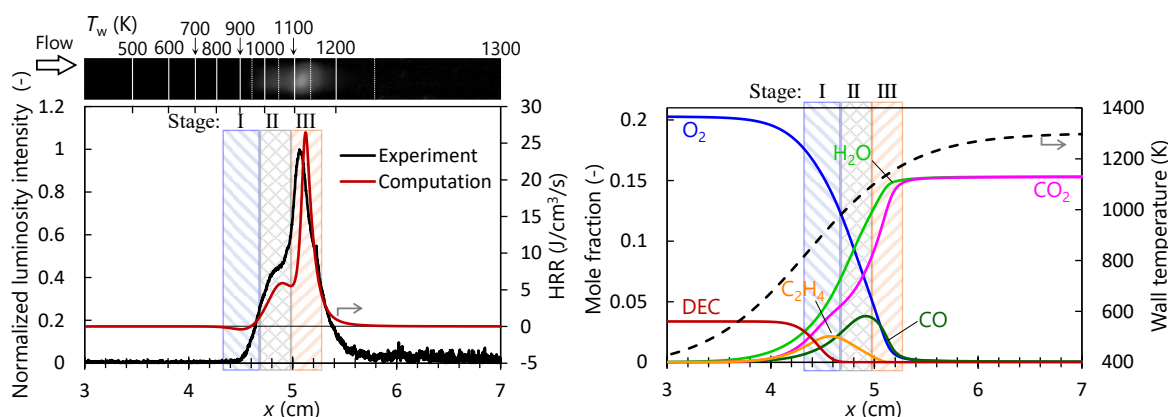 T_w (K)
700 900 1100
Flow 500 600 800 1000 1200 1300
Stage: I II III
Normalized luminosity intensity (-)
1.2
1
0.8
0.6
0.4
0.2
0
Experiment
Computation
30
25
20
15
10
5
0
-5
HRR (J/cm³/s)
3 4 5 6 7
x (cm)
Stage: I II III
Mole fraction (-)
0.2
0.15
0.1
0.05
0
O₂
H₂O
CO₂
DEC
C₂H₄
CO
1400
1200
1000
800
600
400
Wall temperature (K)
3 4 5 6 7
x (cm)